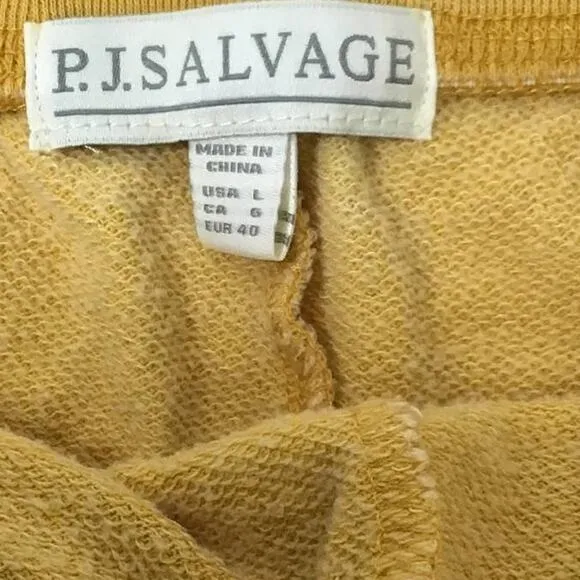 P.J.SALVAGE
MADE IN
CHINA
USA L
CA G
EUR 40